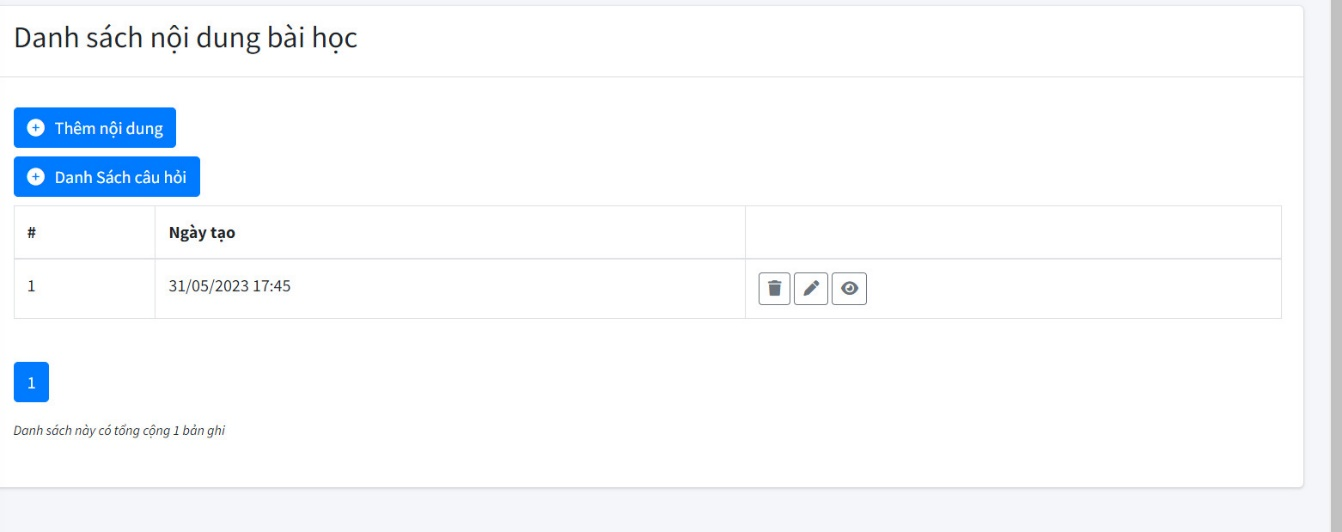 Danh sách nội dung bài học
Thêm nội dung
Danh Sách câu hỏi
# Ngày tạo
1 31/05/2023 17:45
1
Danh sách này có tổng cộng 1 bản ghi